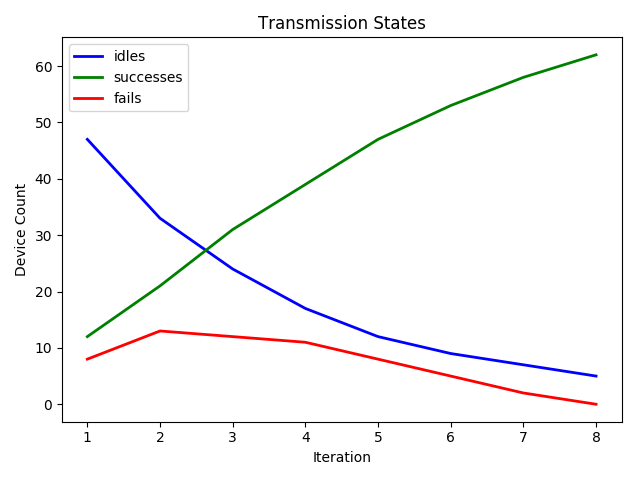 Transmission States
idles
successes
fails
Device Count
60
50
40
30
20
10
0
1 2 3 4 5 6 7 8
Iteration